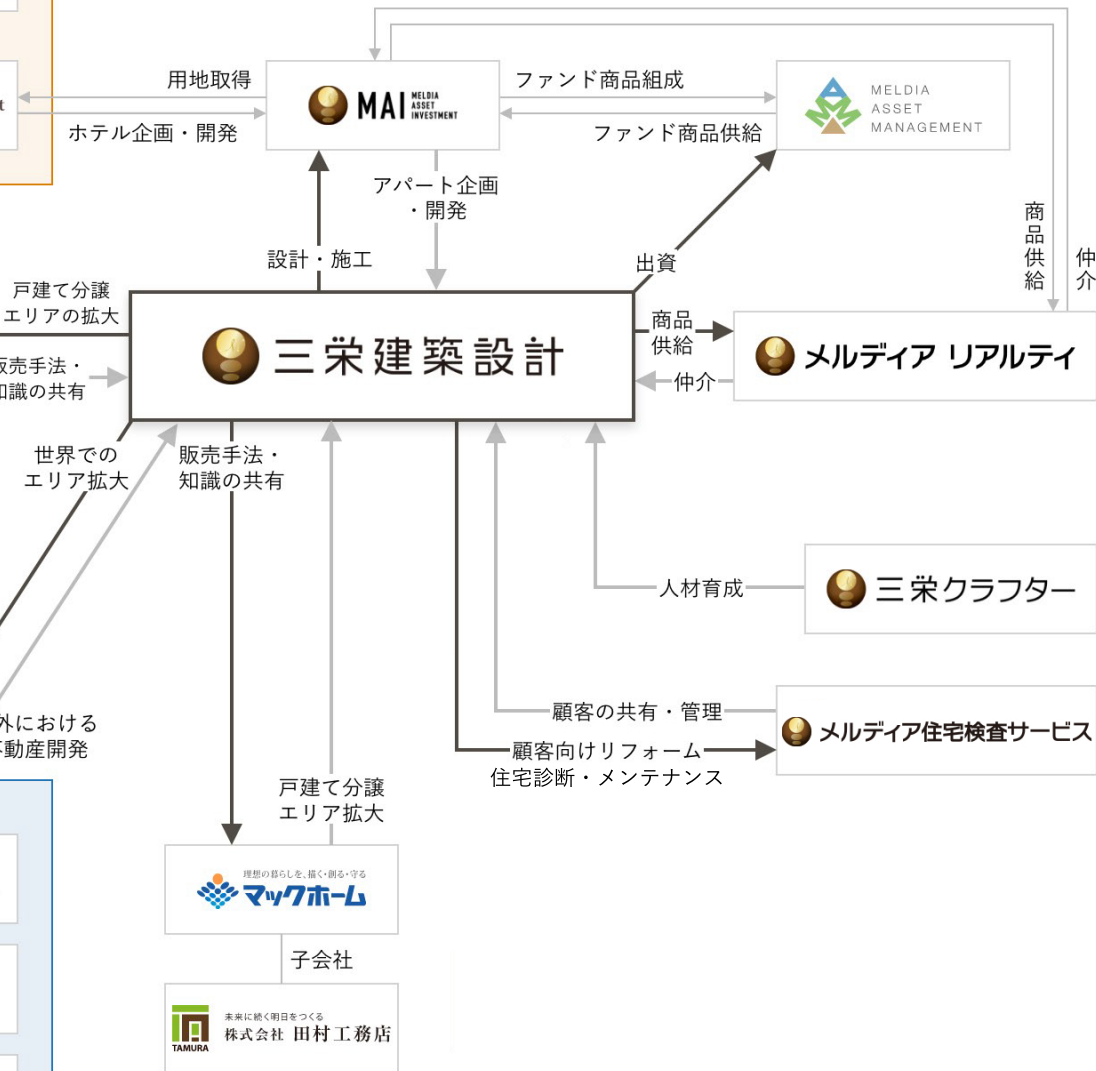 t
用地取得
ホテル企画・開発
MAI MELDIA
ASSET
INVESTMENT
ファンド商品組成
ファンド商品供給
MELDIA
ASSET
MANAGEMENT
アパート企画
・開発
設計・施工
出資
商品供給
仲介
戸建て分譲
エリアの拡大
三栄建築設計
商品
供給
メルディア リアルティ
販売手法・
知識の共有
仲介
世界での
エリア拡大
販売手法・
知識の共有
人材育成
三栄クラフター
外における
不動産開発
顧客の共有・管理
メルディア住宅検査サービス
顧客向けリフォーム
住宅診断・メンテナンス
戸建て分譲
エリア拡大
理想の暮らしを、描く・創る・守る
マックホーム
子会社
未来に続く明日をつくる
株式会社 田村工務店
TAMURA